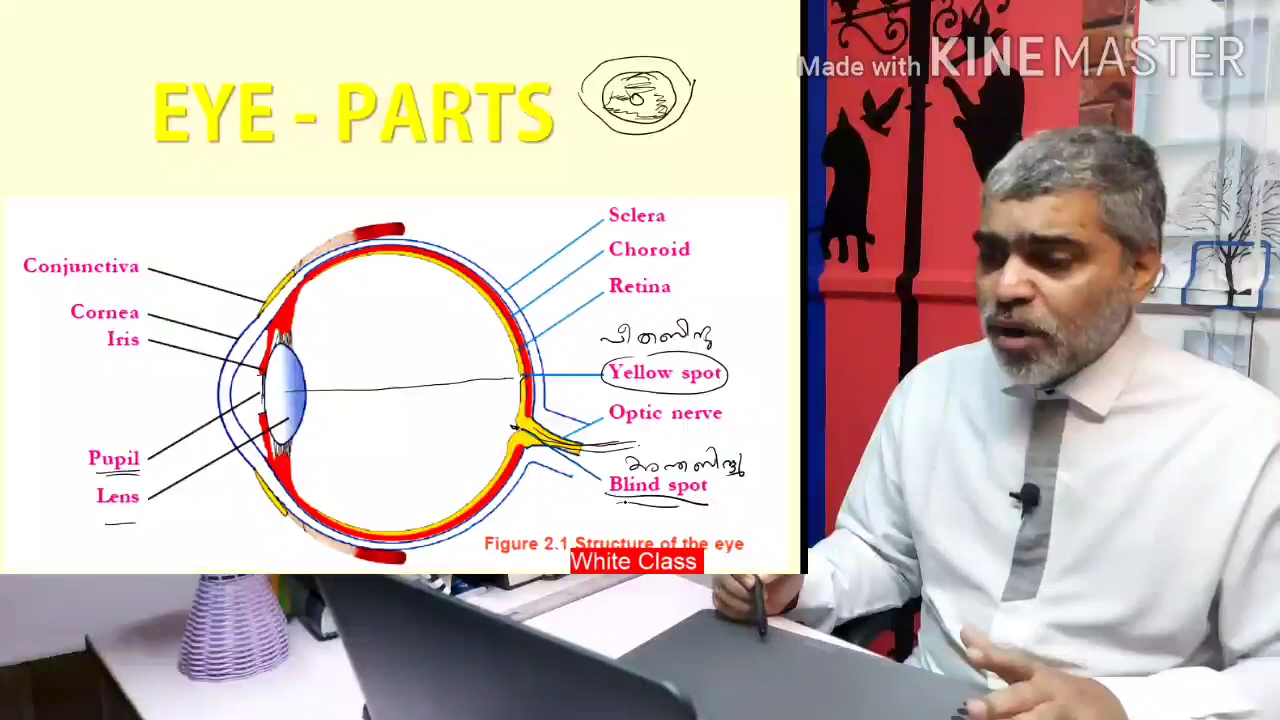 Made with KINEMASTER
EYE - PARTS
Conjunctiva
Cornea
Iris
Pupil
Lens
Sclera
Choroid
Retina
പീതബിന്ദു
Yellow spot
Optic nerve
അന്ധബിന്ദു
Blind spot
Figure 2.1 Structure of the eye
White Class